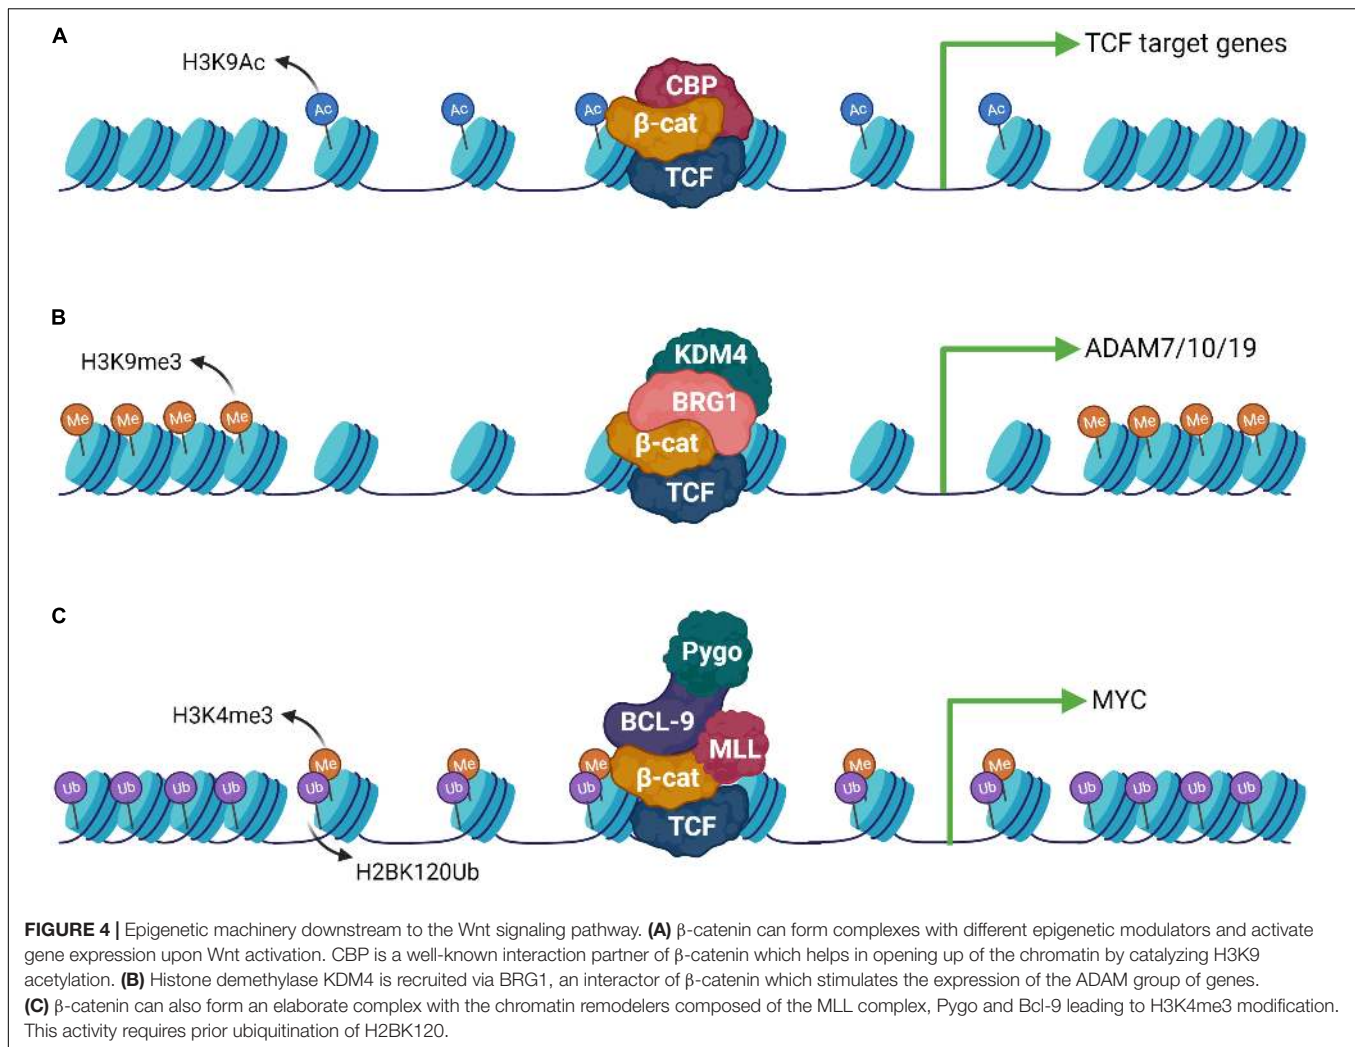 A
H3K9Ac
TCF target genes
Ac
Ac
Ac
Ac
Ac
CBP
β-cat
TCF
B
H3K9me3
ADAM7/10/19
Me
Me
Me
Me
Me
Me
Me
Me
KDM4
BRG1
β-cat
TCF
C
H3K4me3
MYC
Pygo
BCL-9
MLL
β-cat
TCF
Me
Me
Me
Me
Me
Ub
Ub
Ub
Ub
Ub
Ub
Ub
Ub
Ub
Ub
Ub
Ub
Ub
H2BK120Ub
FIGURE 4 | Epigenetic machinery downstream to the Wnt signaling pathway. (A) β-catenin can form complexes with different epigenetic modulators and activate
gene expression upon Wnt activation. CBP is a well-known interaction partner of β-catenin which helps in opening up of the chromatin by catalyzing H3K9
acetylation. (B) Histone demethylase KDM4 is recruited via BRG1, an interactor of β-catenin which stimulates the expression of the ADAM group of genes.
(C) β-catenin can also form an elaborate complex with the chromatin remodelers composed of the MLL complex, Pygo and Bcl-9 leading to H3K4me3 modification.
This activity requires prior ubiquitination of H2BK120.